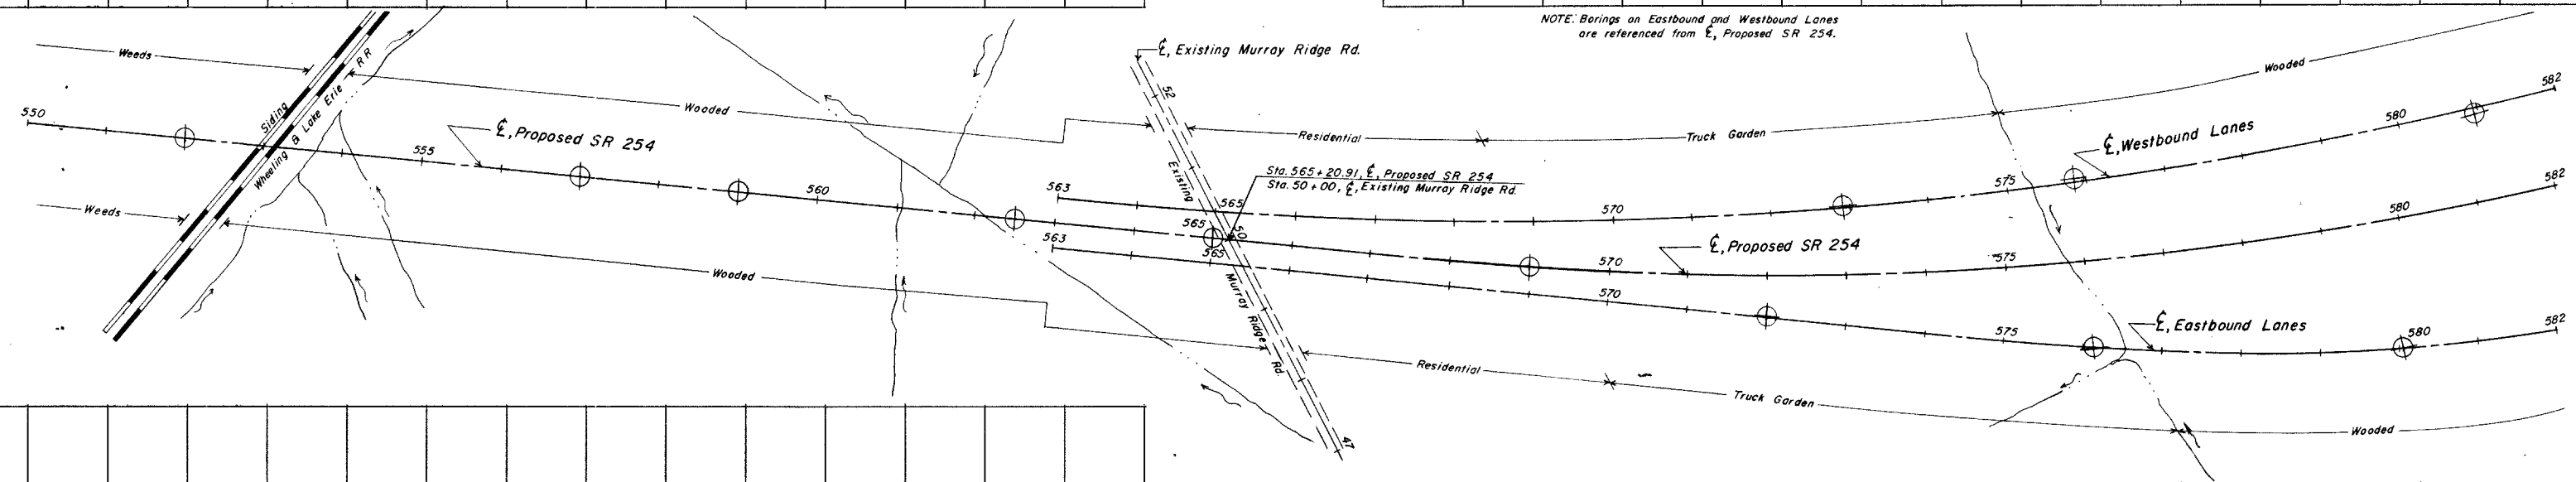 NOTE: Borings on Eastbound and Westbound Lanes
are referenced from ℄, Proposed SR 254.
℄, Existing Murray Ridge Rd.
Weeds
Siding
Wheeling & Lake Erie RR
Wooded
52
Residential
Truck Garden
Wooded
582
550
555
℄, Proposed SR 254
560
563
565
Existing
Sta. 565+20.91, ℄, Proposed SR 254
Sta. 50+00, ℄, Existing Murray Ridge Rd.
570
575
℄, Westbound Lanes
580
582
Weeds
Wooded
565
50
563
565
℄, Proposed SR 254
570
575
580
Murray Ridge Rd.
570
575
℄, Eastbound Lanes
580
582
Residential
Truck Garden
Wooded
47